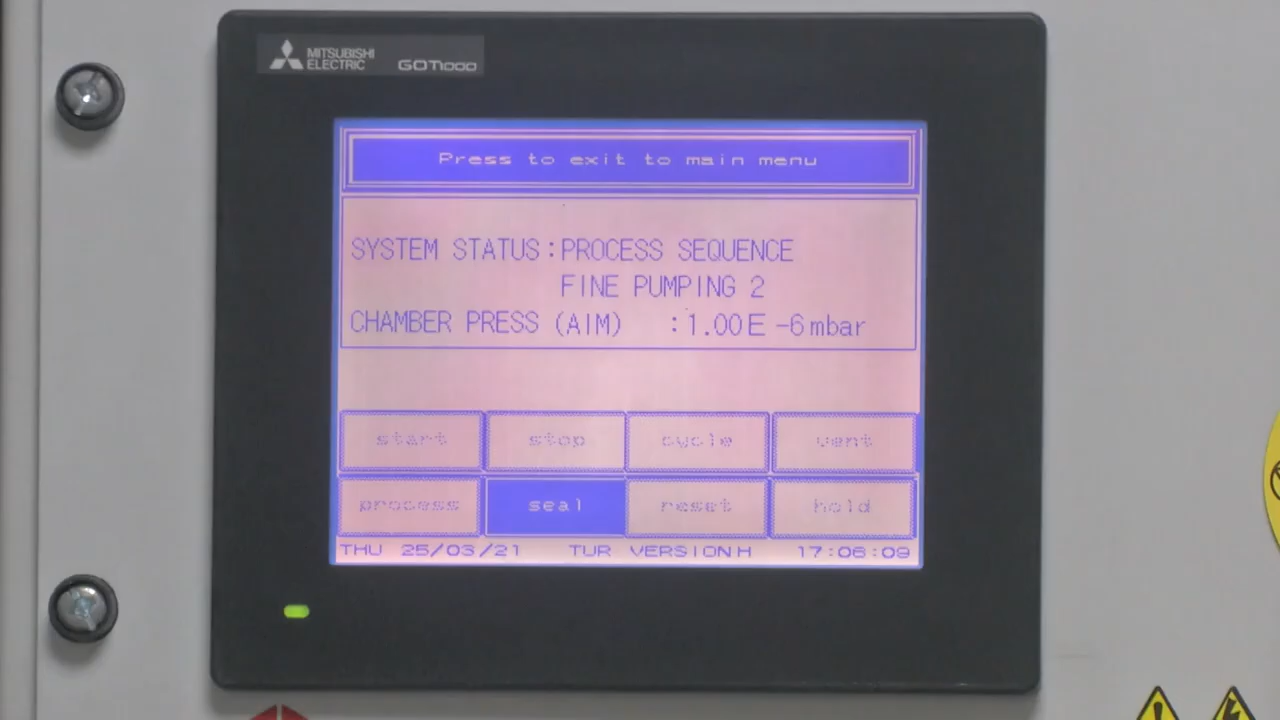 MITSUBISHI
ELECTRIC GOT1000
Press to exit to main menu
SYSTEM STATUS:PROCESS SEQUENCE
FINE PUMPING 2
CHAMBER PRESS (AIM) :1.00E -6mbar
start stop cycle vent
process seal reset hold
THU 25/03/21 TUR VERSION H 17:06:09